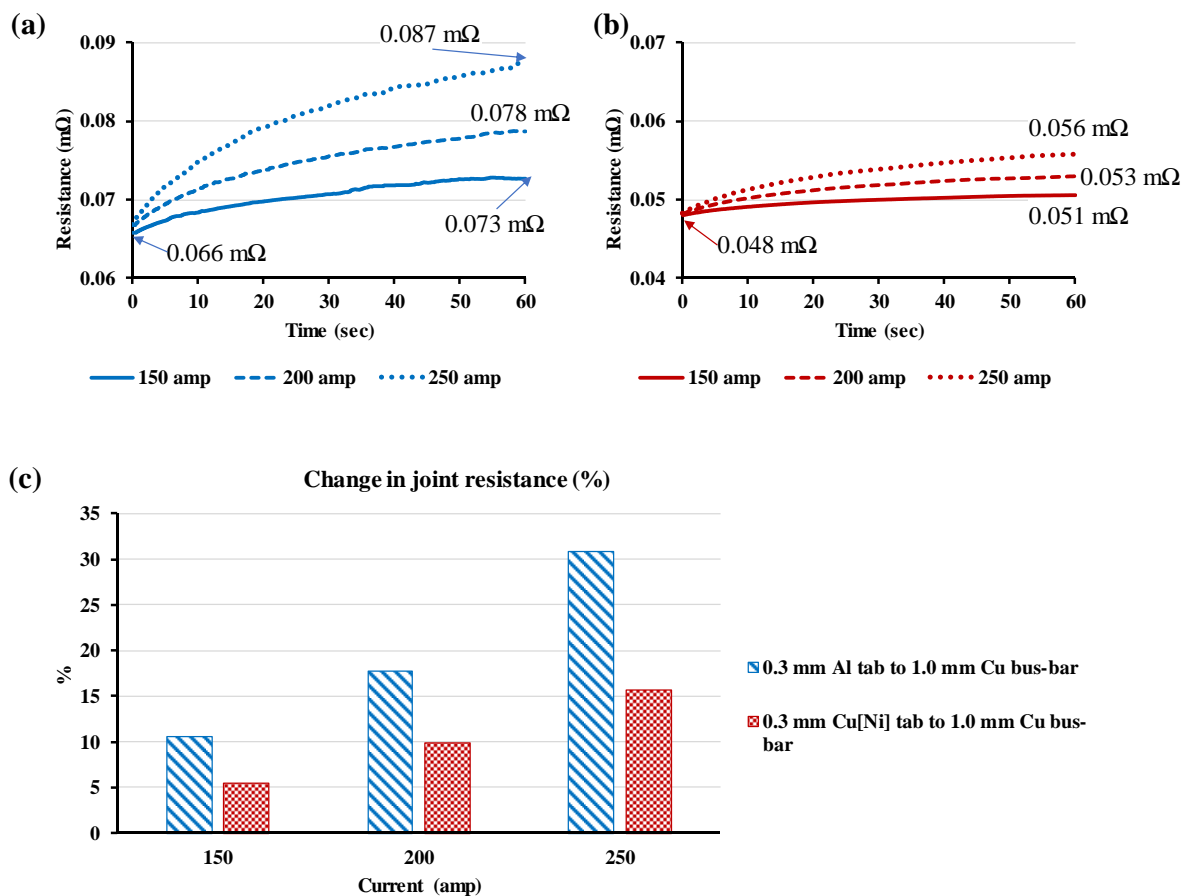 (a)
0.09
0.08
0.07
0.06
Resistance (mΩ)
0.087 mΩ
0.078 mΩ
0.073 mΩ
0.066 mΩ
0 10 20 30 40 50 60
Time (sec)
150 amp 200 amp 250 amp
(b)
0.07
0.06
0.05
0.04
Resistance (mΩ)
0.056 mΩ
0.053 mΩ
0.051 mΩ
0.048 mΩ
0 10 20 30 40 50 60
Time (sec)
150 amp 200 amp 250 amp
(c)
Change in joint resistance (%)
35
30
25
20
15
10
5
0
%
150 200 250
Current (amp)
0.3 mm Al tab to 1.0 mm Cu bus-bar
0.3 mm Cu[Ni] tab to 1.0 mm Cu bus-
bar